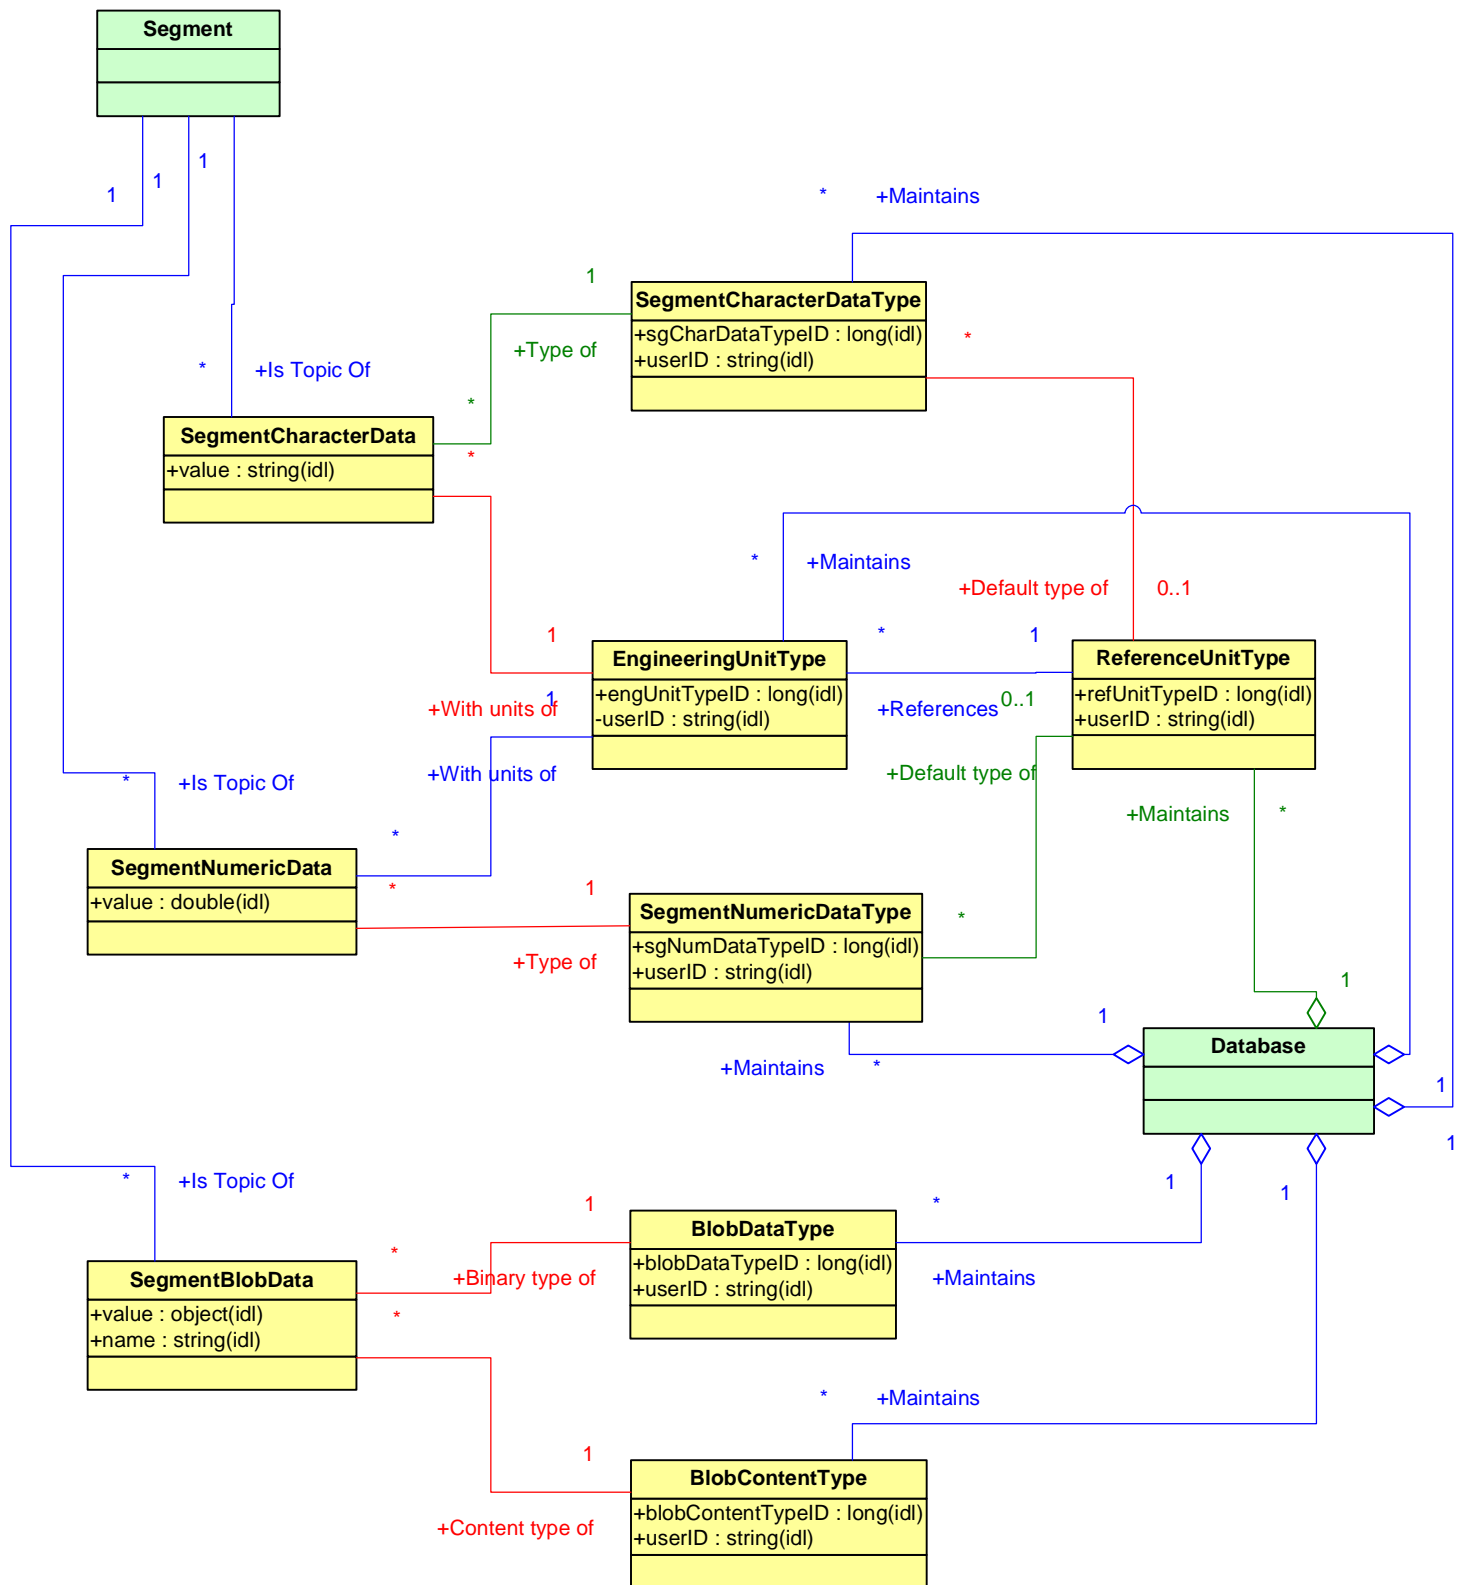 Segment
1
1
1
* +Maintains
1
SegmentCharacterDataType
+sgCharDataTypeID : long(idl)
+userID : string(idl)
*
+Type of
* +Is Topic Of
*
SegmentCharacterData
+value : string(idl)
*
* +Maintains
+Default type of 0..1
1
* 1
EngineeringUnitType
+engUnitTypeID : long(idl)
-userID : string(idl)
ReferenceUnitType
+refUnitTypeID : long(idl)
+userID : string(idl)
1
+With units of
+References
0..1
+With units of
+Default type of
* +Is Topic Of
+Maintains *
*
SegmentNumericData
+value : double(idl)
*
1
SegmentNumericDataType
+sgNumDataTypeID : long(idl)
+userID : string(idl)
*
+Type of
1
1
+Maintains *
Database
1
1
* +Is Topic Of
1
1
1
*
BlobDataType
+blobDataTypeID : long(idl)
+userID : string(idl)
*
+Binary type of
+Maintains
SegmentBlobData
+value : object(idl)
+name : string(idl)
*
* +Maintains
1
BlobContentType
+blobContentTypeID : long(idl)
+userID : string(idl)
+Content type of